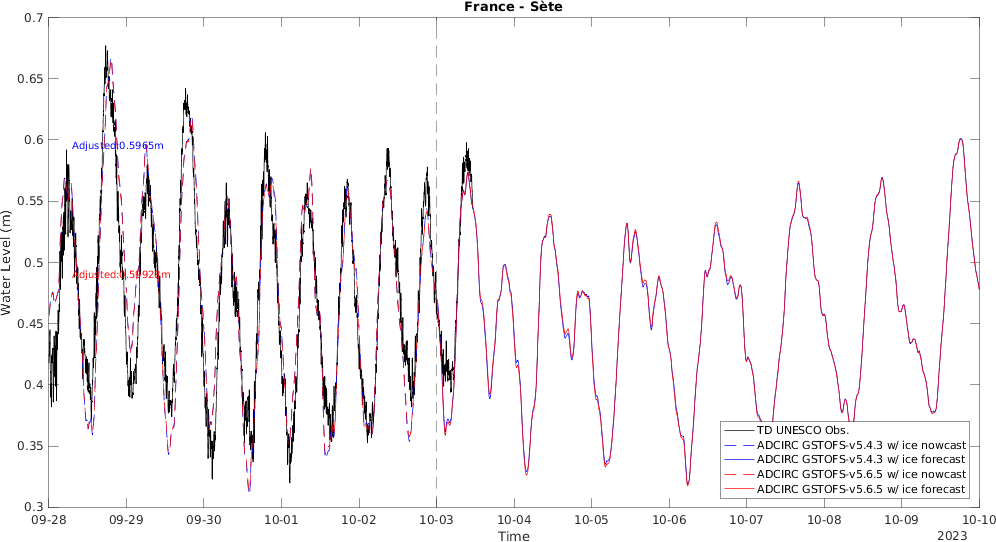 France - Sète
Water Level (m)
0.7
0.65
0.6
0.55
0.5
0.45
0.4
0.35
0.3
Adjusted:0.5965m
Adjusted:0.59926m
TD UNESCO Obs.
ADCIRC GSTOFS-v5.4.3 w/ ice nowcast
ADCIRC GSTOFS-v5.4.3 w/ ice forecast
ADCIRC GSTOFS-v5.6.5 w/ ice nowcast
ADCIRC GSTOFS-v5.6.5 w/ ice forecast
09-28 09-29 09-30 10-01 10-02 10-03 10-04 10-05 10-06 10-07 10-08 10-09 10-10
Time
2023